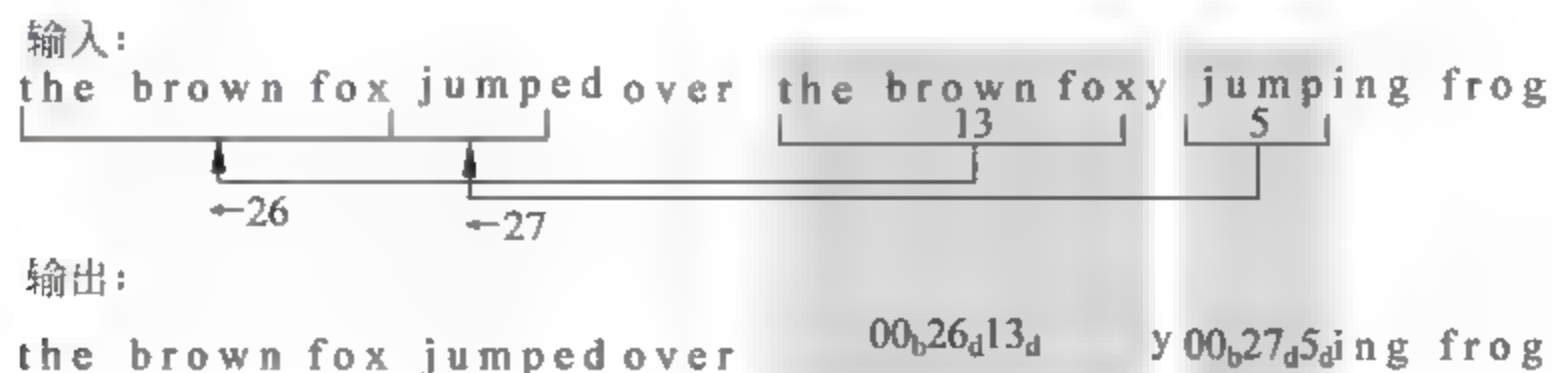 输入：
the brown fox jumped over the brown foxy jumping frog
13 5
←26
←27
输出：
the brown fox jumped over 00b26d13d y 00b27d5ding frog